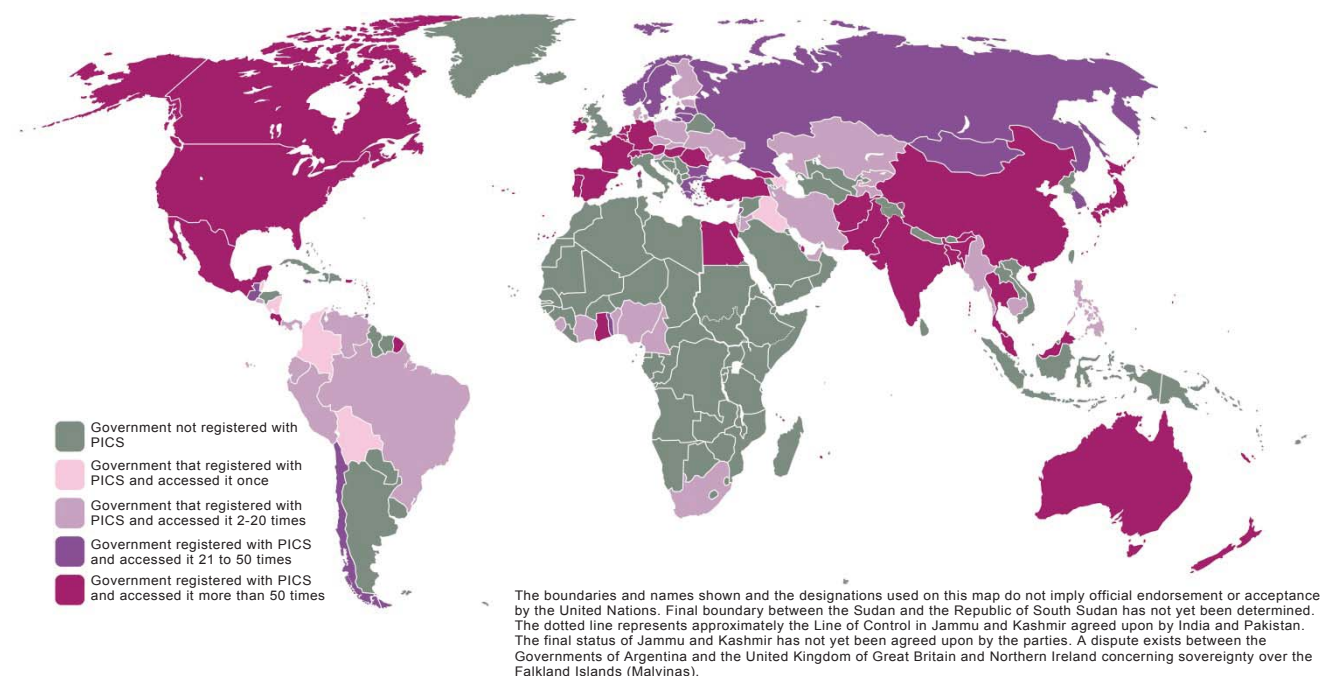 Government not registered with
PICS
Government that registered with
PICS and accessed it once
Government that registered with
PICS and accessed it 2-20 times
Government registered with PICS
and accessed it 21 to 50 times
Government registered with PICS
and accessed it more than 50 times
The boundaries and names shown and the designations used on this map do not imply official endorsement or acceptance
by the United Nations. Final boundary between the Sudan and the Republic of South Sudan has not yet been determined.
The dotted line represents approximately the Line of Control in Jammu and Kashmir agreed upon by India and Pakistan.
The final status of Jammu and Kashmir has not yet been agreed upon by the parties. A dispute exists between the
Governments of Argentina and the United Kingdom of Great Britain and Northern Ireland concerning sovereignty over the
Falkland Islands (Malvinas).